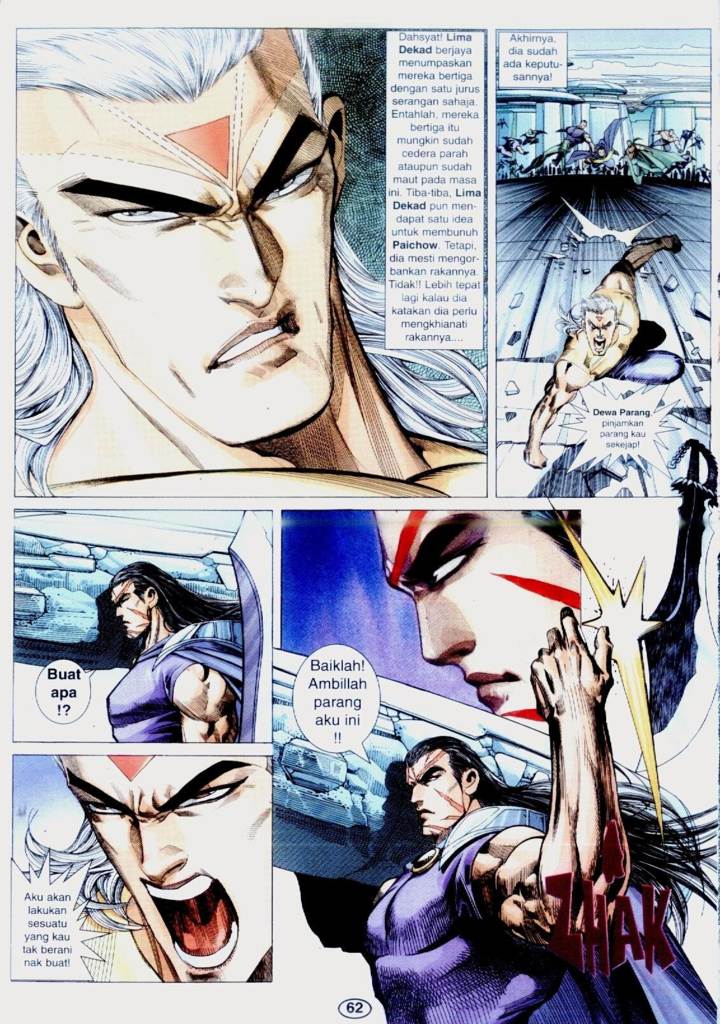 Dahsyat! Lima
Dekad berjaya
menumpaskan
mereka bertiga
dengan satu jurus
serangan sahaja.
Entahlah, mereka
bertiga itu
mungkin sudah
cedera parah
ataupun sudah
maut pada masa
ini. Tiba-tiba, Lima
Dekad pun men-
dapat satu idea
untuk membunuh
Paichow. Tetapi,
dia mesti mengor-
bankan rakannya.
Tidak!! Lebih tepat
lagi kalau dia
katakan dia perlu
mengkhianati
rakannya....
Akhirnya,
dia sudah
ada keputu-
sannya!
Dewa Parang
pinjamkan
parang kau
sekejap!
Buat
apa
!?
Baiklah!
Ambillah
parang
aku ini
!!
Aku akan
lakukan
sesuatu
yang kau
tak berani
nak buat!
ZHAK
62